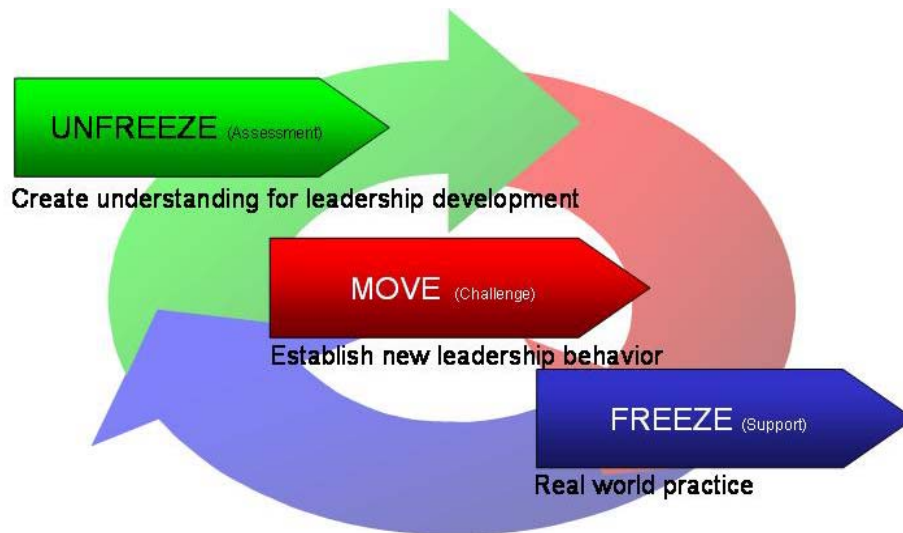 UNFREEZE (Assessment)
Create understanding for leadership development
MOVE (Challenge)
Establish new leadership behavior
FREEZE (Support)
Real world practice